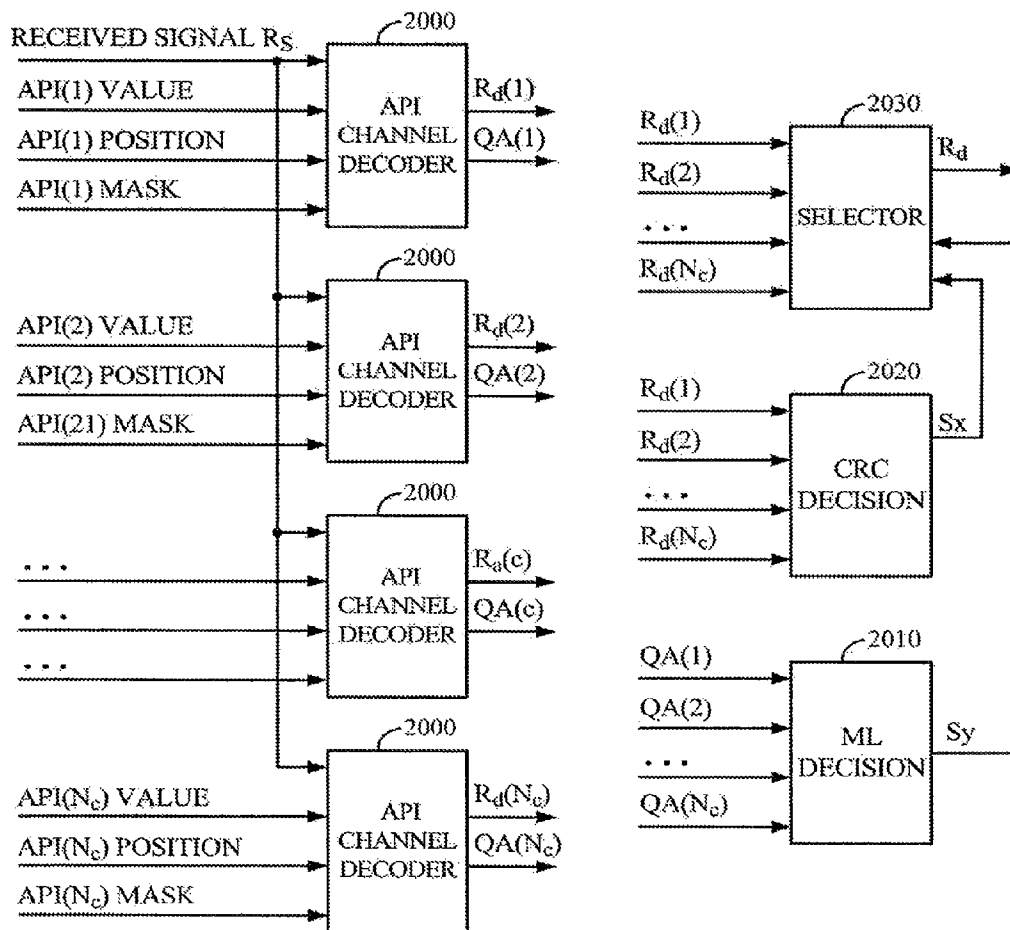 2000
RECEIVED SIGNAL RS
API(1) VALUE
API(1) POSITION
API(1) MASK
API
CHANNEL
DECODER
Rd(1)
QA(1)
2000
API(2) VALUE
API(2) POSITION
API(21) MASK
API
CHANNEL
DECODER
Rd(2)
QA(2)
2000
...
...
...
API
CHANNEL
DECODER
Ra(c)
QA(c)
2000
API(Nc) VALUE
API(Nc) POSITION
API(Nc) MASK
API
CHANNEL
DECODER
Rd(Nc)
QA(Nc)
2030
Rd(1)
Rd(2)
...
Rd(Nc)
SELECTOR
Rd
2020
Rd(1)
Rd(2)
...
Rd(Nc)
CRC
DECISION
Sx
2010
QA(1)
QA(2)
...
QA(Nc)
ML
DECISION
Sy